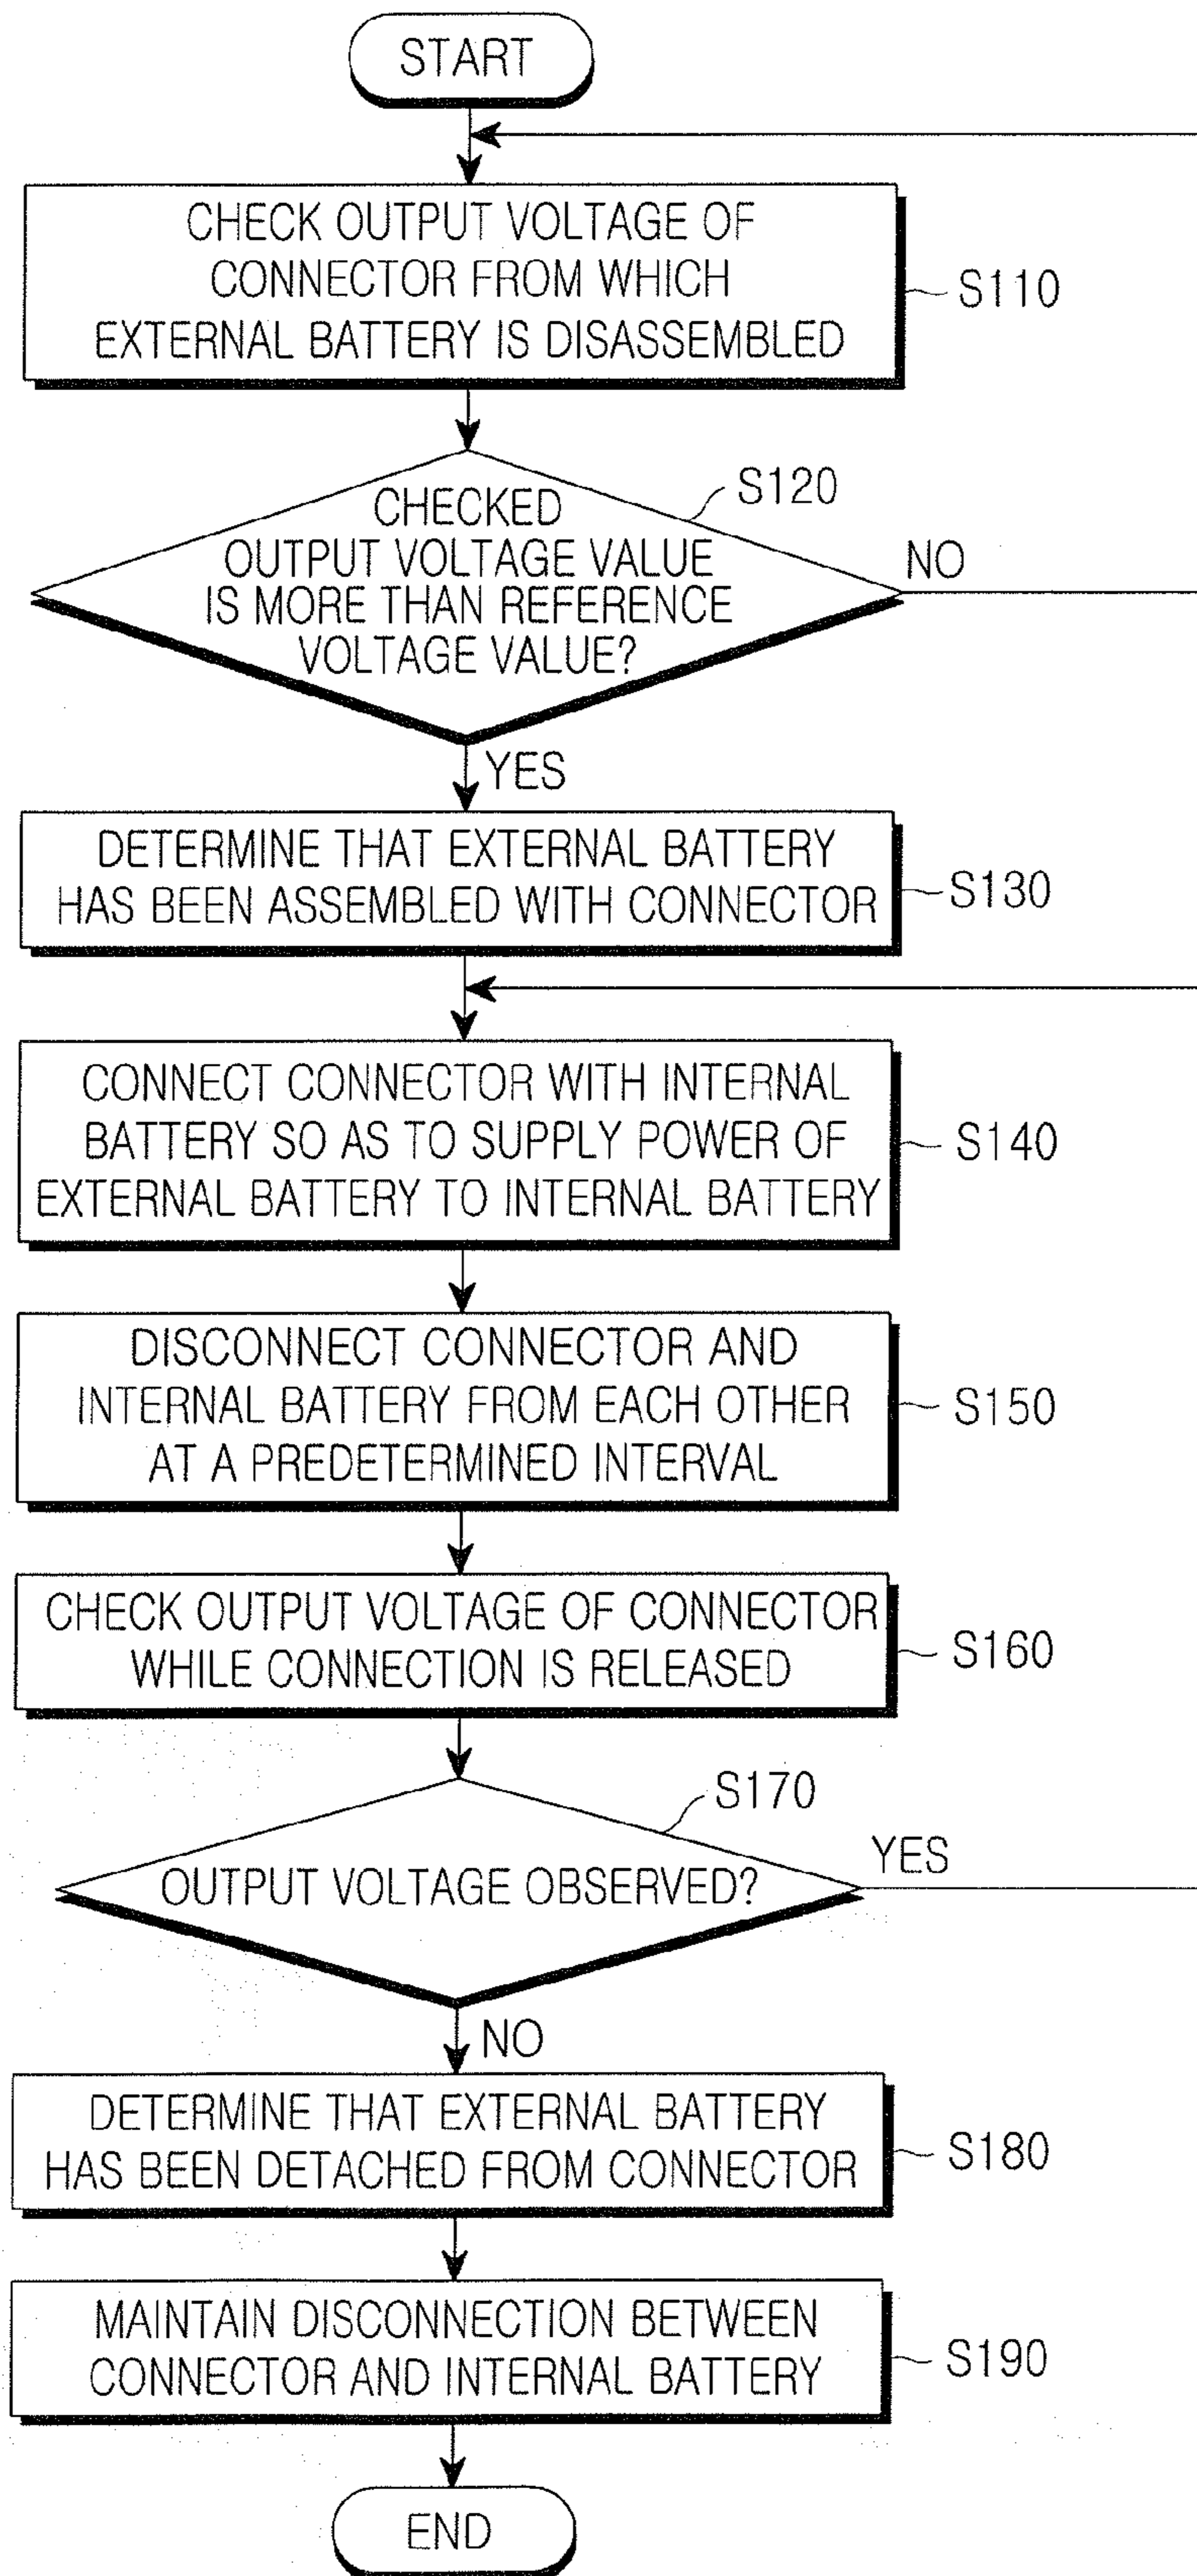 START
CHECK OUTPUT VOLTAGE OF
CONNECTOR FROM WHICH
EXTERNAL BATTERY IS DISASSEMBLED
S110
S120
CHECKED
OUTPUT VOLTAGE VALUE
IS MORE THAN REFERENCE
VOLTAGE VALUE?
NO
YES
DETERMINE THAT EXTERNAL BATTERY
HAS BEEN ASSEMBLED WITH CONNECTOR
S130
CONNECT CONNECTOR WITH INTERNAL
BATTERY SO AS TO SUPPLY POWER OF
EXTERNAL BATTERY TO INTERNAL BATTERY
S140
DISCONNECT CONNECTOR AND
INTERNAL BATTERY FROM EACH OTHER
AT A PREDETERMINED INTERVAL
S150
CHECK OUTPUT VOLTAGE OF CONNECTOR
WHILE CONNECTION IS RELEASED
S160
S170
OUTPUT VOLTAGE OBSERVED?
YES
NO
DETERMINE THAT EXTERNAL BATTERY
HAS BEEN DETACHED FROM CONNECTOR
S180
MAINTAIN DISCONNECTION BETWEEN
CONNECTOR AND INTERNAL BATTERY
S190
END